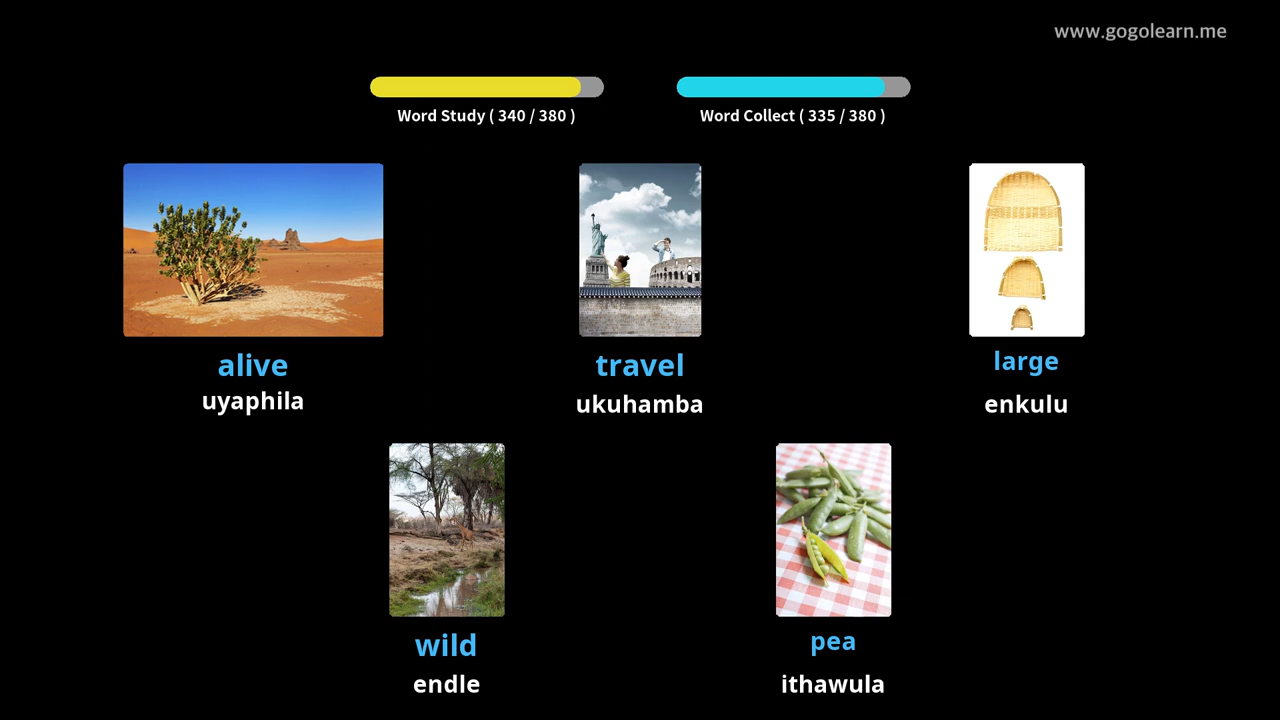 www.gogolearn.me
Word Study ( 340 / 380 )
Word Collect ( 335 / 380 )
alive
uyaphila
travel
ukuhamba
large
enkulu
wild
endle
pea
ithawula